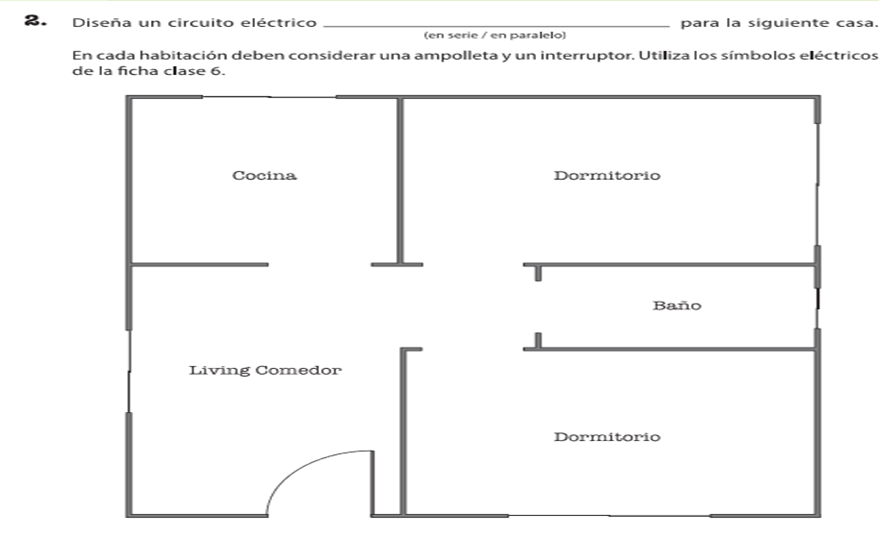 2. Diseña un circuito eléctrico ______________________ para la siguiente casa.
(en serie / en paralelo)
En cada habitación deben considerar una ampolleta y un interruptor. Utiliza los símbolos eléctricos
de la ficha clase 6.
Cocina
Dormitorio
Baño
Living Comedor
Dormitorio